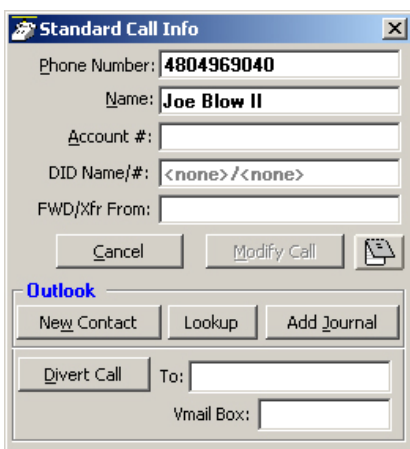 Standard Call Info
Phone Number: 4804969040
Name: Joe Blow II
Account #:
DID Name/#: <none>/<none>
FWD/Xfr From:
Cancel Modify Call
Outlook
New Contact Lookup Add Journal
Divert Call To:
Vmail Box: